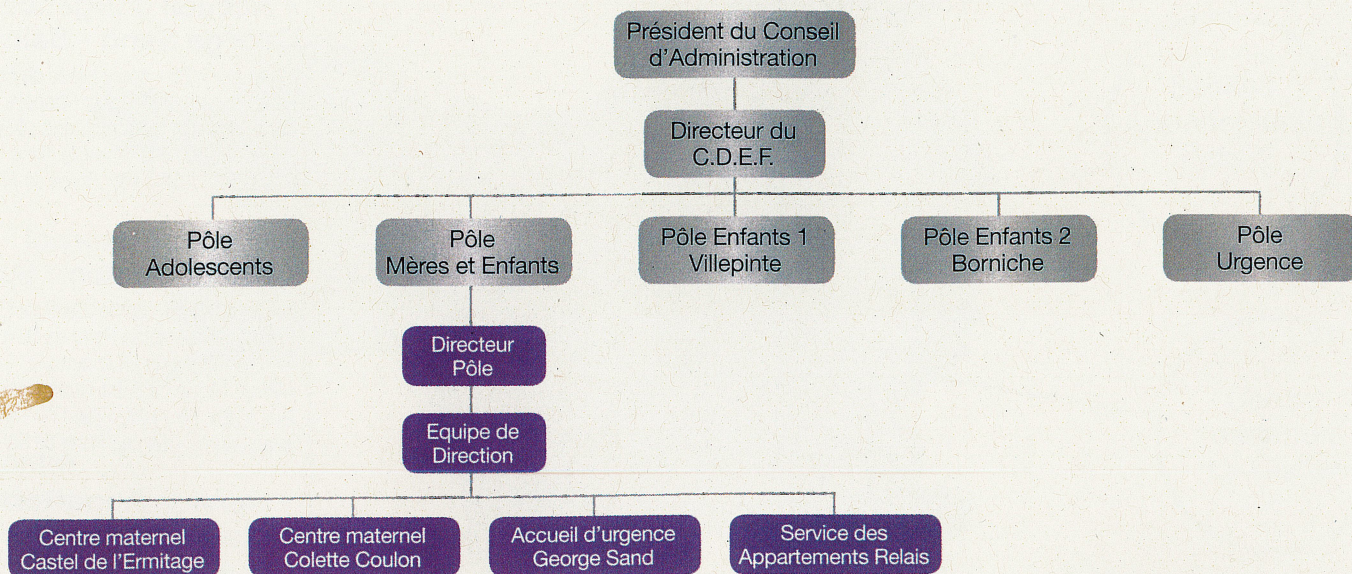 Président du Conseil
d'Administration
Directeur du
C.D.E.F.
Pôle
Adolescents
Pôle
Mères et Enfants
Pôle Enfants 1
Villepinte
Pôle Enfants 2
Borniche
Pôle
Urgence
Directeur
Pôle
Equipe de
Direction
Centre maternel
Castel de l'Ermitage
Centre maternel
Colette Coulon
Accueil d'urgence
George Sand
Service des
Appartements Relais